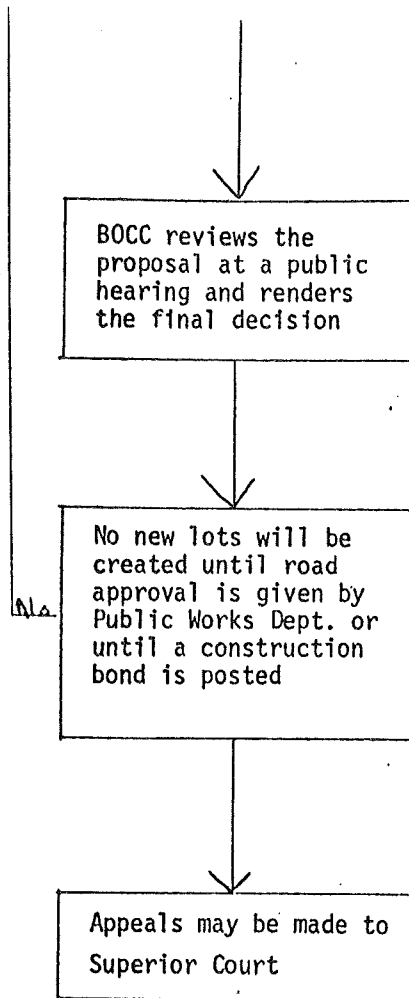 BOCC reviews the
proposal at a public
hearing and renders
the final decision
No new lots will be
created until road
approval is given by
Public Works Dept. or
until a construction
bond is posted
No
Appeals may be made to
Superior Court